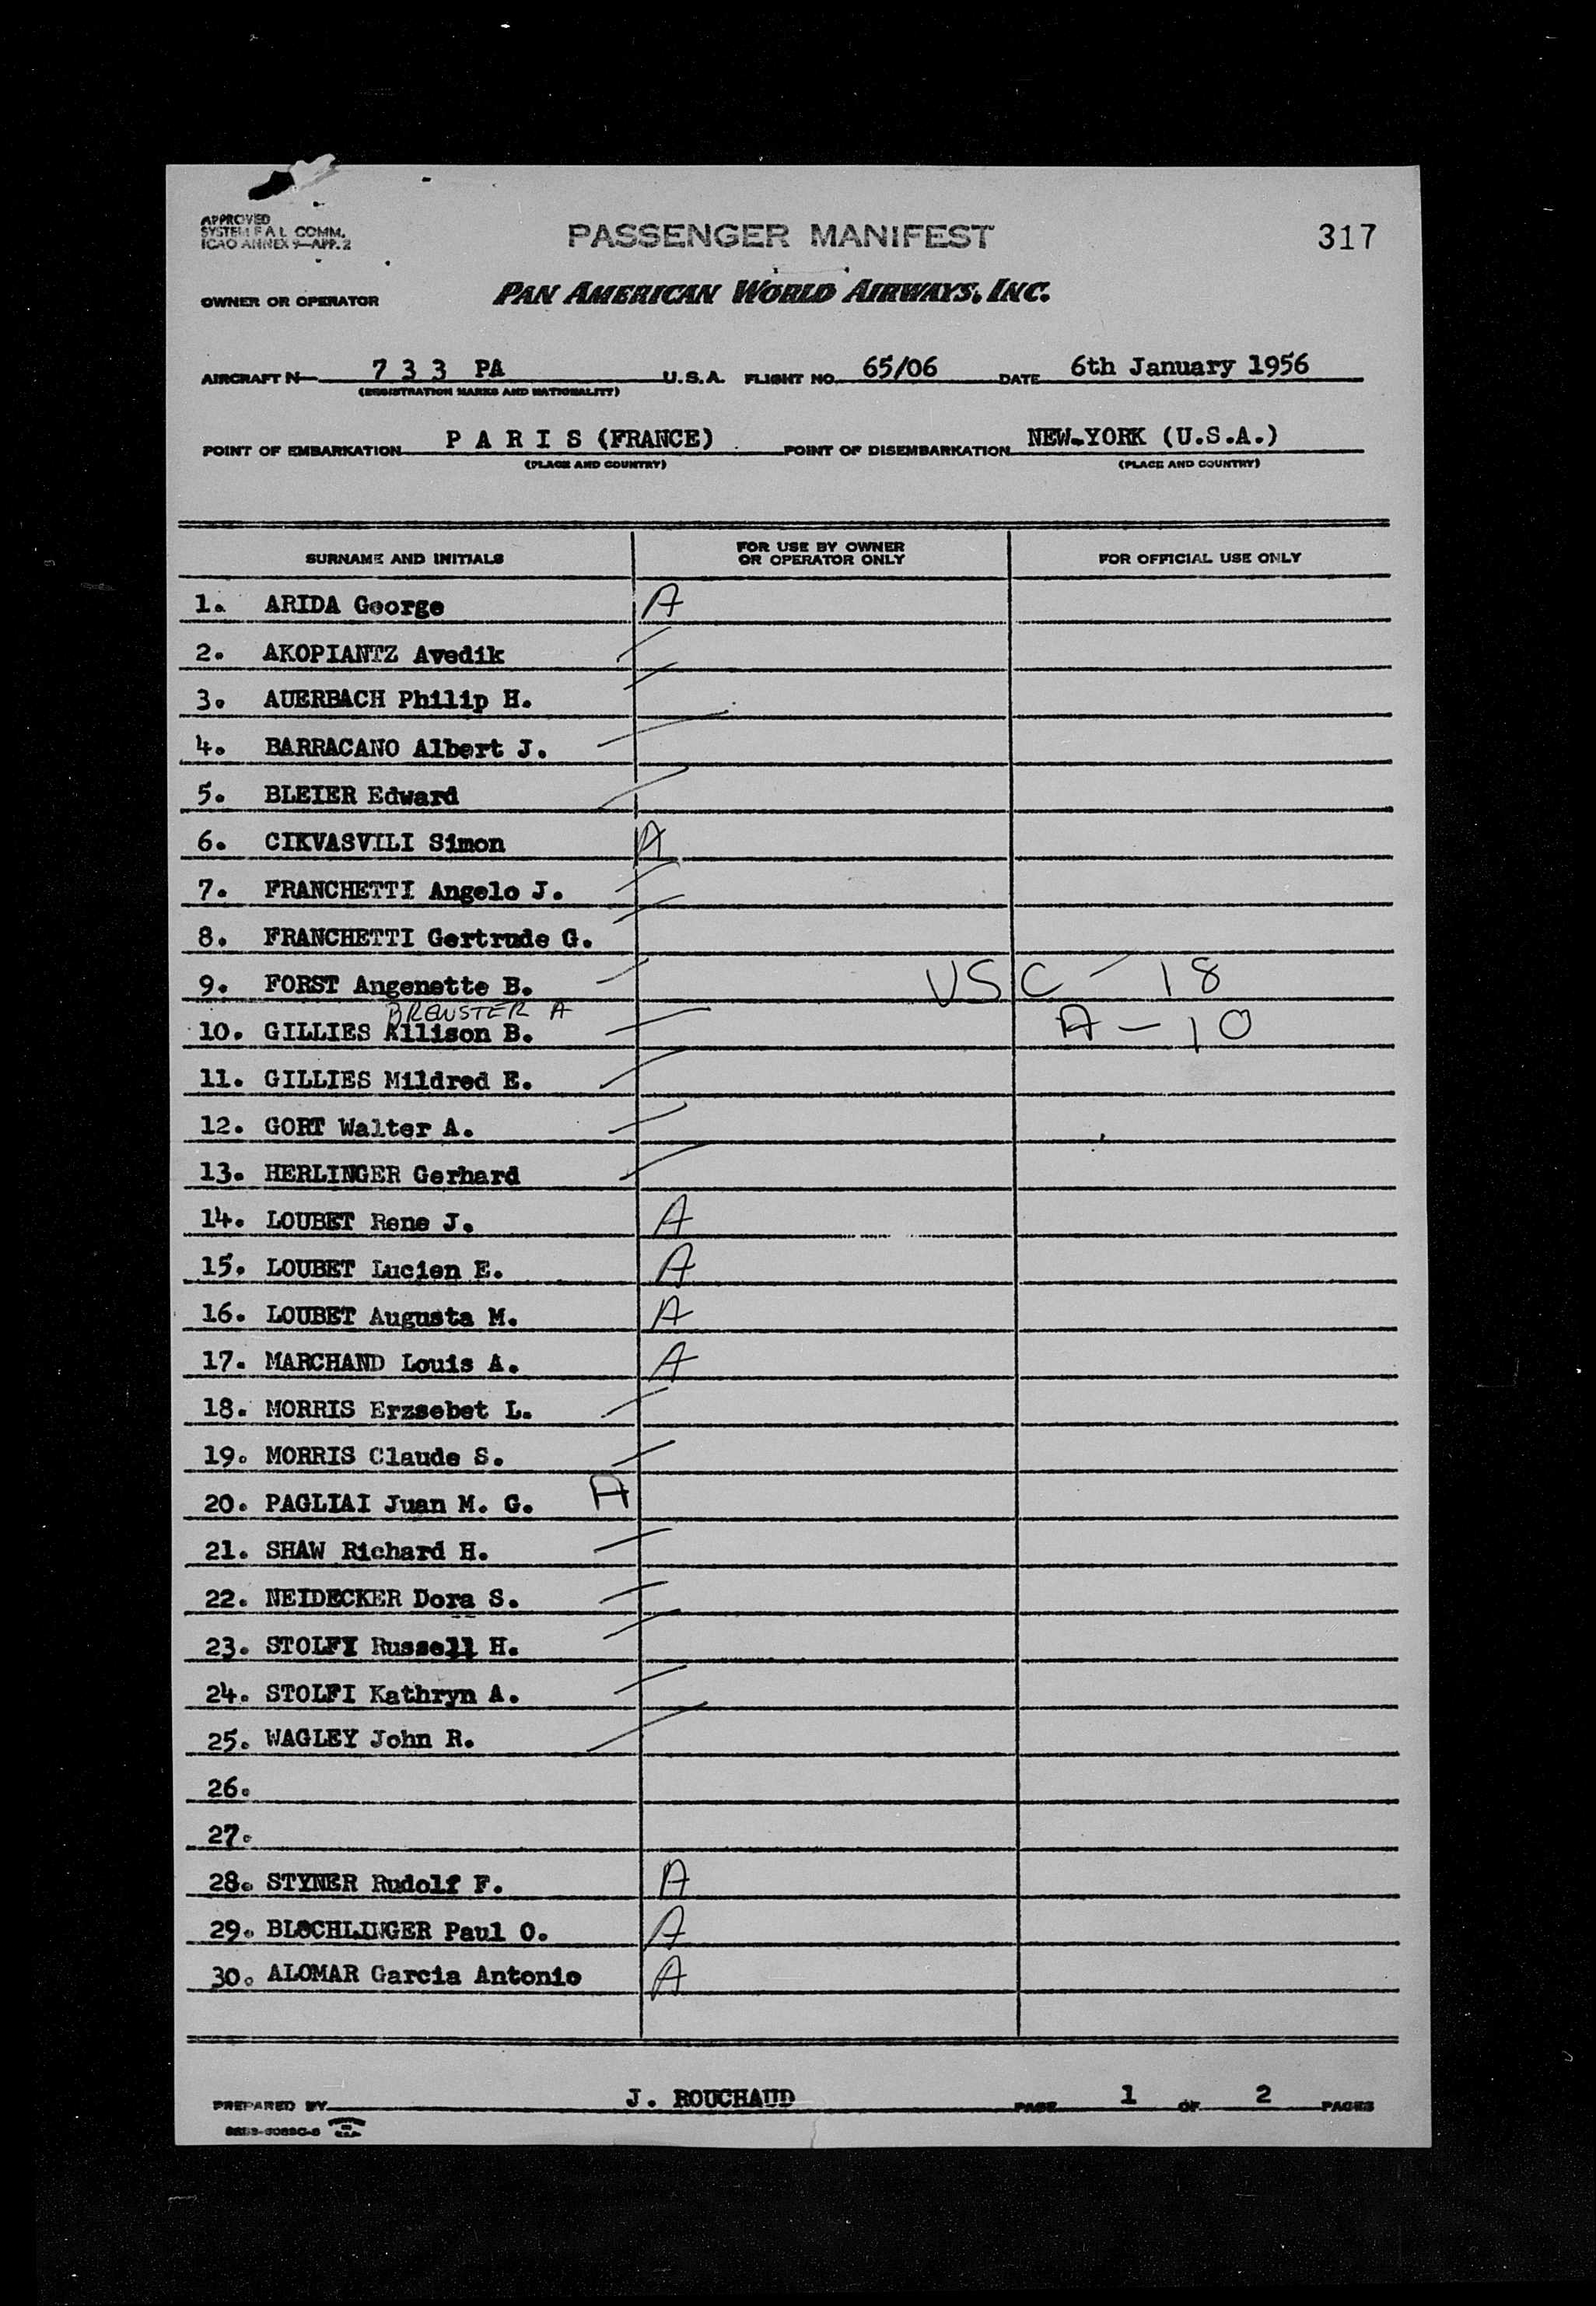 APPROVED
SYSTEM F A L COMM.
ICAO ANNEX 9—APP. 2
PASSENGER MANIFEST
317
OWNER OR OPERATOR PAN AMERICAN WORLD AIRWAYS, INC.
AIRCRAFT N 7 3 3 PA U.S.A. FLIGHT NO. 65/06 DATE 6th January 1956
(REGISTRATION MARKS AND NATIONALITY)
POINT OF EMBARKATION P A R I S (FRANCE) POINT OF DISEMBARKATION NEW-YORK (U.S.A.)
(PLACE AND COUNTRY) (PLACE AND COUNTRY)
SURNAME AND INITIALS FOR USE BY OWNER OR OPERATOR ONLY FOR OFFICIAL USE ONLY
1. ARIDA George A
2. AKOPIANTZ Avedik
3. AUERBACH Philip H.
4. BARRACANO Albert J.
5. BLEIER Edward
6. CIKVASVILI Simon A
7. FRANCHETTI Angelo J.
8. FRANCHETTI Gertrude G.
9. FORST Angenette B. USC - 18
BREWSTER A
10. GILLIES Allison B. A - 10
11. GILLIES Mildred E.
12. GORT Walter A.
13. HERLINGER Gerhard
14. LOUBET Rene J. A
15. LOUBET Lucien E. A
16. LOUBET Augusta M. A
17. MARCHAND Louis A. A
18. MORRIS Erzsebet L.
19. MORRIS Claude S.
20. PAGLIAI Juan M. G. A
21. SHAW Richard H.
22. NEIDECKER Dora S.
23. STOLFI Russell H.
24. STOLFI Kathryn A.
25. WAGLEY John R.
26.
27.
28. STYNER Rudolf F. A
29. BLOCHLINGER Paul O. A
30. ALOMAR Garcia Antonio A
PREPARED BY J. ROUCHAUD PAGE 1 OF 2 PAGES